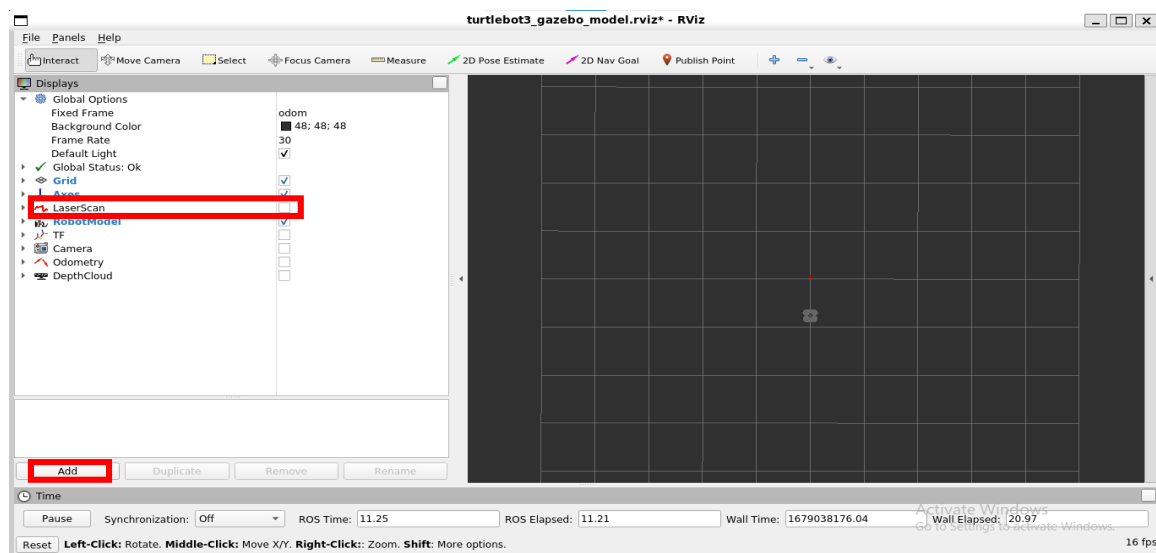 turtlebot3_gazebo_model.rviz* - RViz
File Panels Help
Interact Move Camera Select Focus Camera Measure 2D Pose Estimate 2D Nav Goal Publish Point
Displays
Global Options
Fixed Frame odom
Background Color 48; 48; 48
Frame Rate 30
Default Light
Global Status: Ok
Grid
Axes
LaserScan
RobotModel
TF
Camera
Odometry
DepthCloud
Add Duplicate Remove Rename
Time
Pause Synchronization: Off ROS Time: 11.25 ROS Elapsed: 11.21 Wall Time: 1679038176.04 Wall Elapsed: 20.97
Activate Windows
Go to Settings to activate Windows.
Reset Left-Click: Rotate. Middle-Click: Move X/Y. Right-Click:: Zoom. Shift: More options. 16 fps